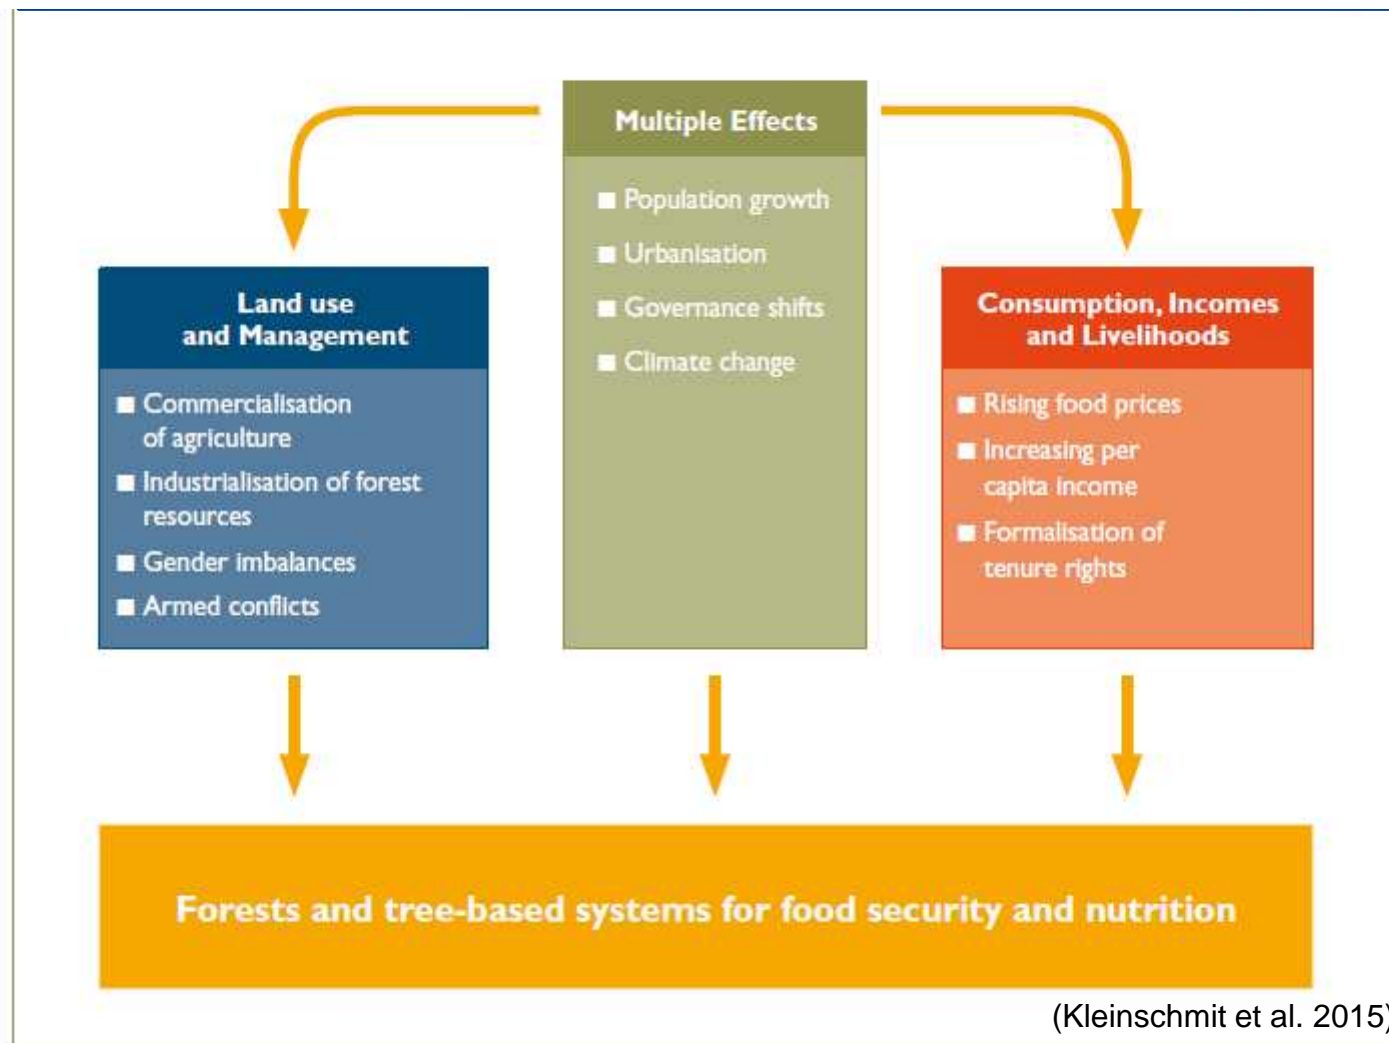 Multiple Effects
■ Population growth
■ Urbanisation
■ Governance shifts
■ Climate change
Land use
and Management
■ Commercialisation
of agriculture
■ Industrialisation of forest
resources
■ Gender imbalances
■ Armed conflicts
Consumption, Incomes
and Livelihoods
■ Rising food prices
■ Increasing per
capita income
■ Formalisation of
tenure rights
Forests and tree-based systems for food security and nutrition
(Kleinschmit et al. 2015)